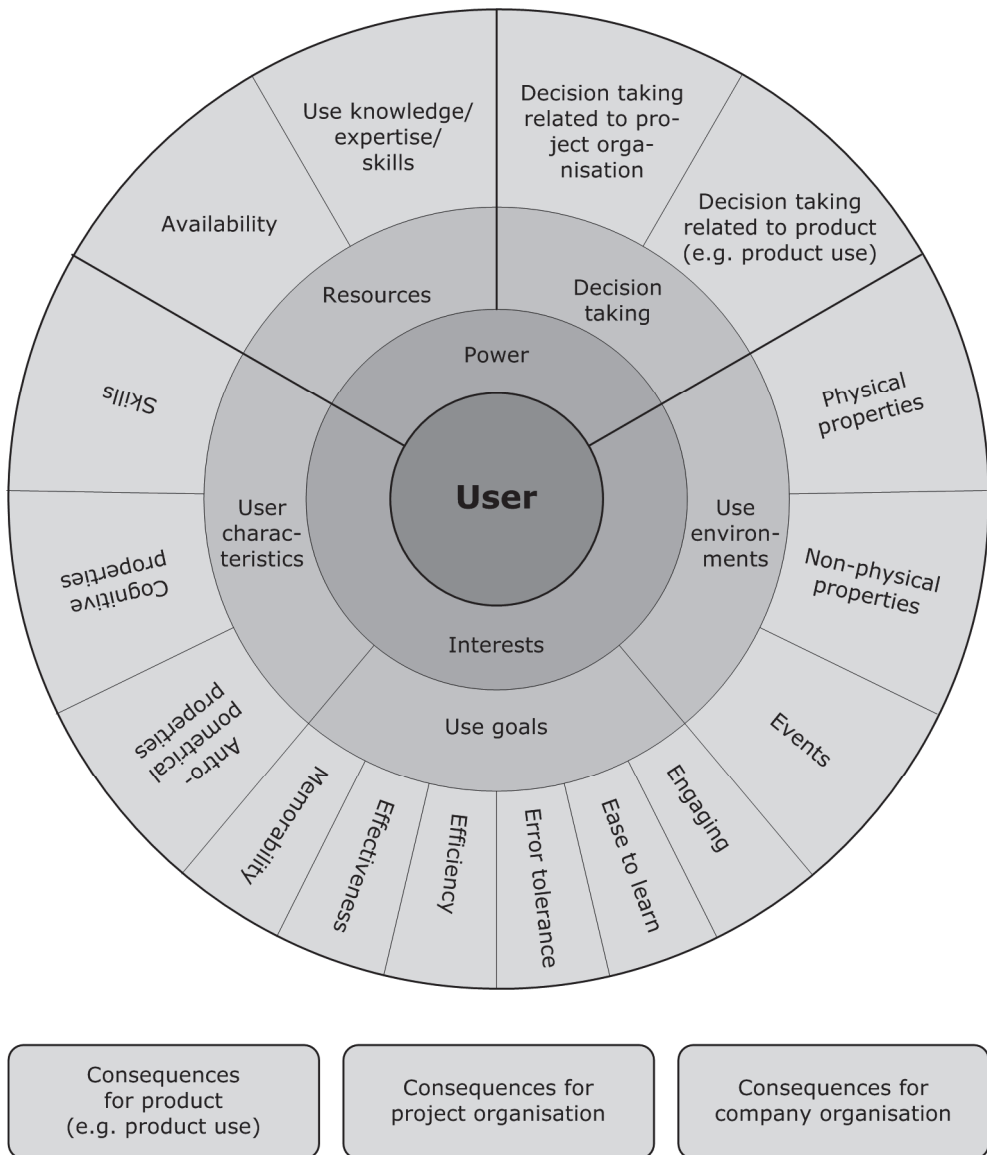 Use knowledge/
expertise/
skills
Decision taking
related to pro-
ject orga-
nisation
Availability
Decision taking
related to product
(e.g. product use)
Resources
Decision
taking
Power
Skills
Physical
properties
User
User
charac-
teristics
Use
environ-
ments
Cognitive
properties
Non-physical
properties
Interests
Antro-
pometrical
properties
Use goals
Events
Memorability
Effectiveness
Efficiency
Error tolerance
Ease to learn
Engaging
Consequences
for product
(e.g. product use)
Consequences for
project organisation
Consequences for
company organisation